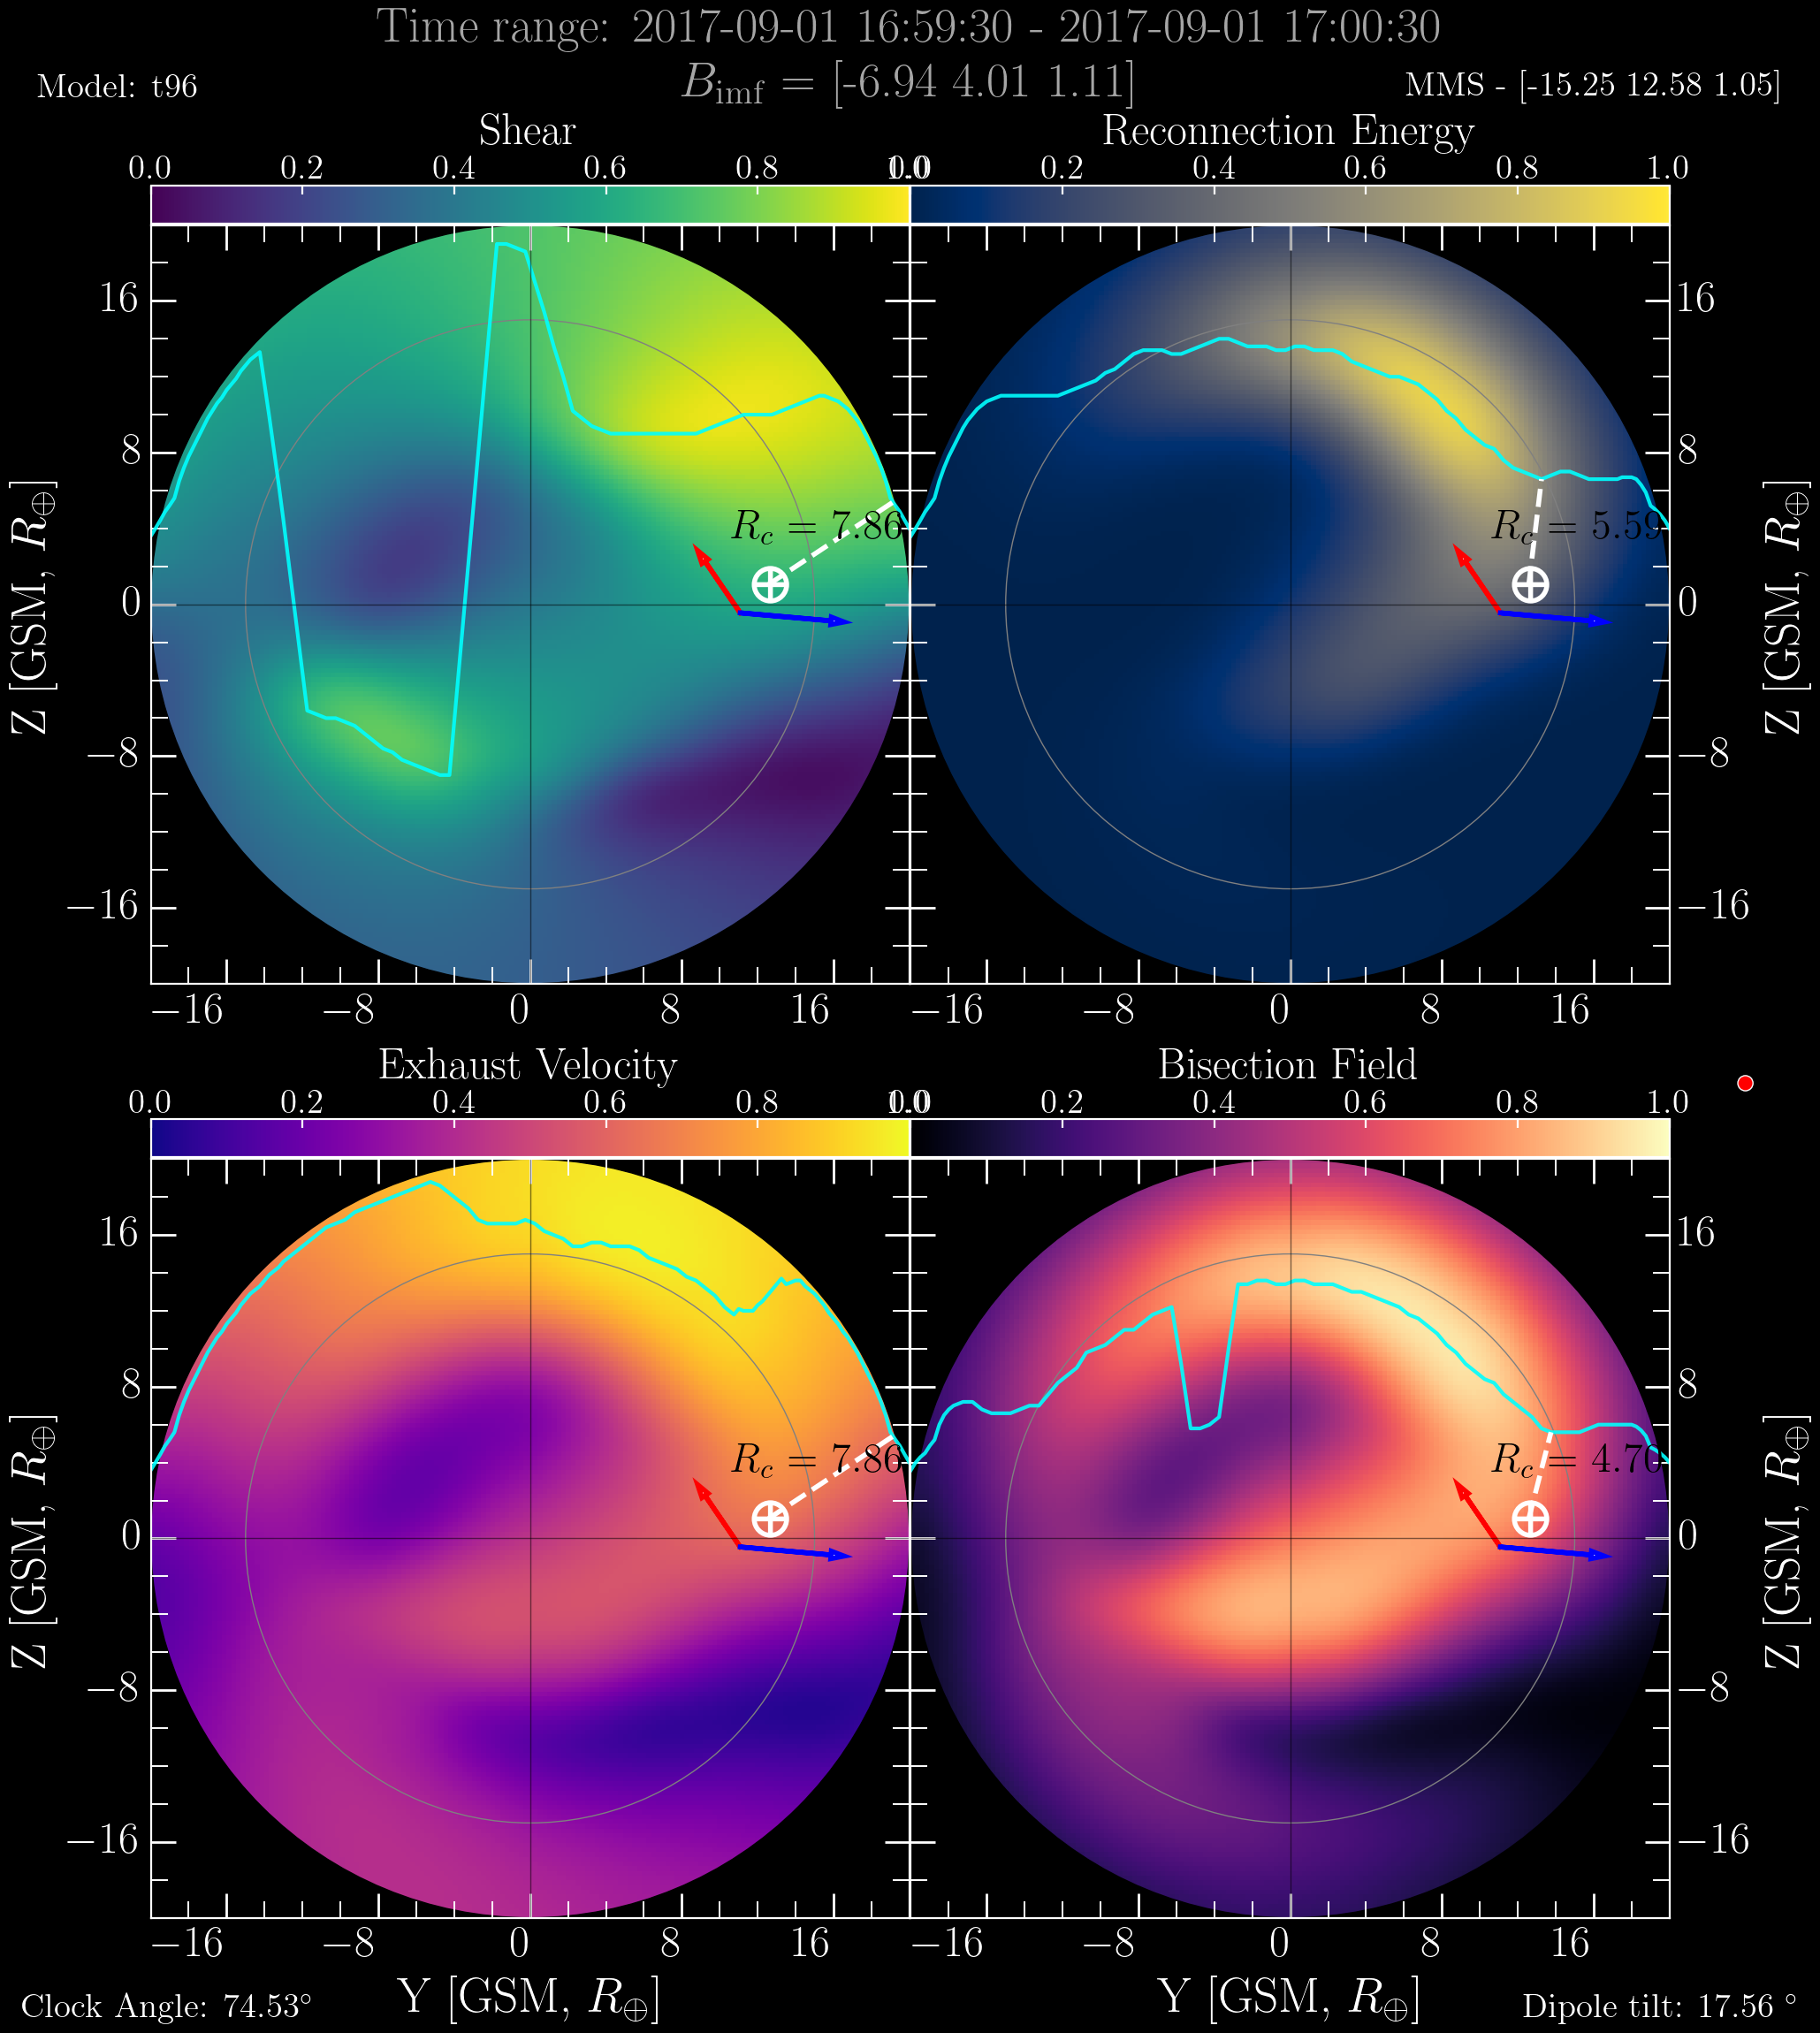 Time range: 2017-09-01 16:59:30 - 2017-09-01 17:00:30
Model: t96
B_imf = [-6.94 4.01 1.11]
MMS - [-15.25 12.58 1.05]
Shear
Reconnection Energy
0.0 0.2 0.4 0.6 0.8 1.0
0.0 0.2 0.4 0.6 0.8 1.0
16
8
0
−8
−16
Z [GSM, R⊕]
R_c = 7.86
R_c = 5.59
16
8
0
−8
−16
Z [GSM, R⊕]
−16 −8 0 8 16
−16 −8 0 8 16
Exhaust Velocity
Bisection Field
0.0 0.2 0.4 0.6 0.8 1.0
0.0 0.2 0.4 0.6 0.8 1.0
16
8
0
−8
−16
Z [GSM, R⊕]
R_c = 7.86
R_c = 4.70
16
8
0
−8
−16
Z [GSM, R⊕]
−16 −8 0 8 16
−16 −8 0 8 16
Y [GSM, R⊕]
Y [GSM, R⊕]
Clock Angle: 74.53°
Dipole tilt: 17.56 °